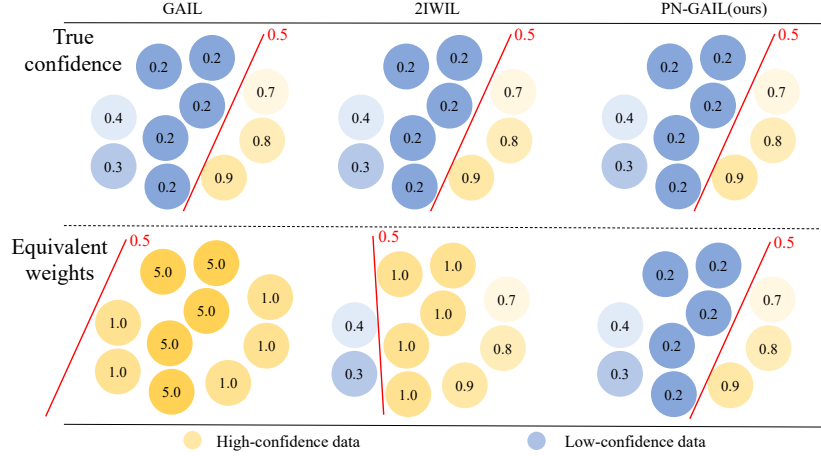 GAIL 2IWIL PN-GAIL(ours)
True confidence
0.5 0.5 0.5
0.2 0.2 0.2 0.2 0.2 0.2
0.7 0.7 0.7
0.4 0.2 0.4 0.2 0.4 0.2
0.2 0.8 0.2 0.8 0.2 0.8
0.3 0.3 0.3
0.2 0.9 0.2 0.9 0.2 0.9
Equivalent weights
0.5 0.5 0.5
5.0 5.0 1.0 1.0 0.2 0.2
1.0 0.7 0.7
1.0 5.0 0.4 1.0 0.4 0.2
5.0 1.0 1.0 0.8 0.2 0.8
1.0 0.3 0.3
5.0 1.0 1.0 0.9 0.2 0.9
High-confidence data Low-confidence data